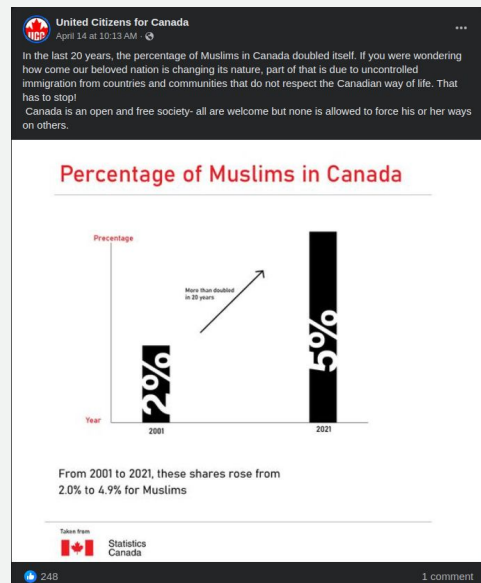 United Citizens for Canada
April 14 at 10:13 AM ·
In the last 20 years, the percentage of Muslims in Canada doubled itself. If you were wondering
how come our beloved nation is changing its nature, part of that is due to uncontrolled
immigration from countries and communities that do not respect the Canadian way of life. That
has to stop!
Canada is an open and free society- all are welcome but none is allowed to force his or her ways
on others.
UCC
Percentage of Muslims in Canada
Precentage
More than doubled
in 20 years
2%
5%
Year
2001
2021
From 2001 to 2021, these shares rose from
2.0% to 4.9% for Muslims
Taken from
Statistics
Canada
248
1 comment